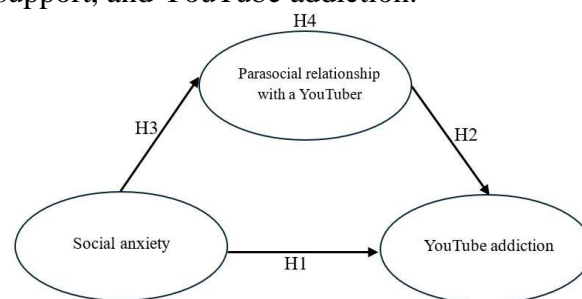 support, and YouTube addiction.
H4
Parasocial relationship
with a YouTuber
H3
H2
Social anxiety
YouTube addiction
H1